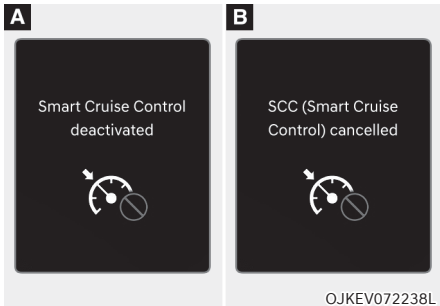 A
Smart Cruise Control
deactivated
B
SCC (Smart Cruise
Control) cancelled
OJKEV072238L